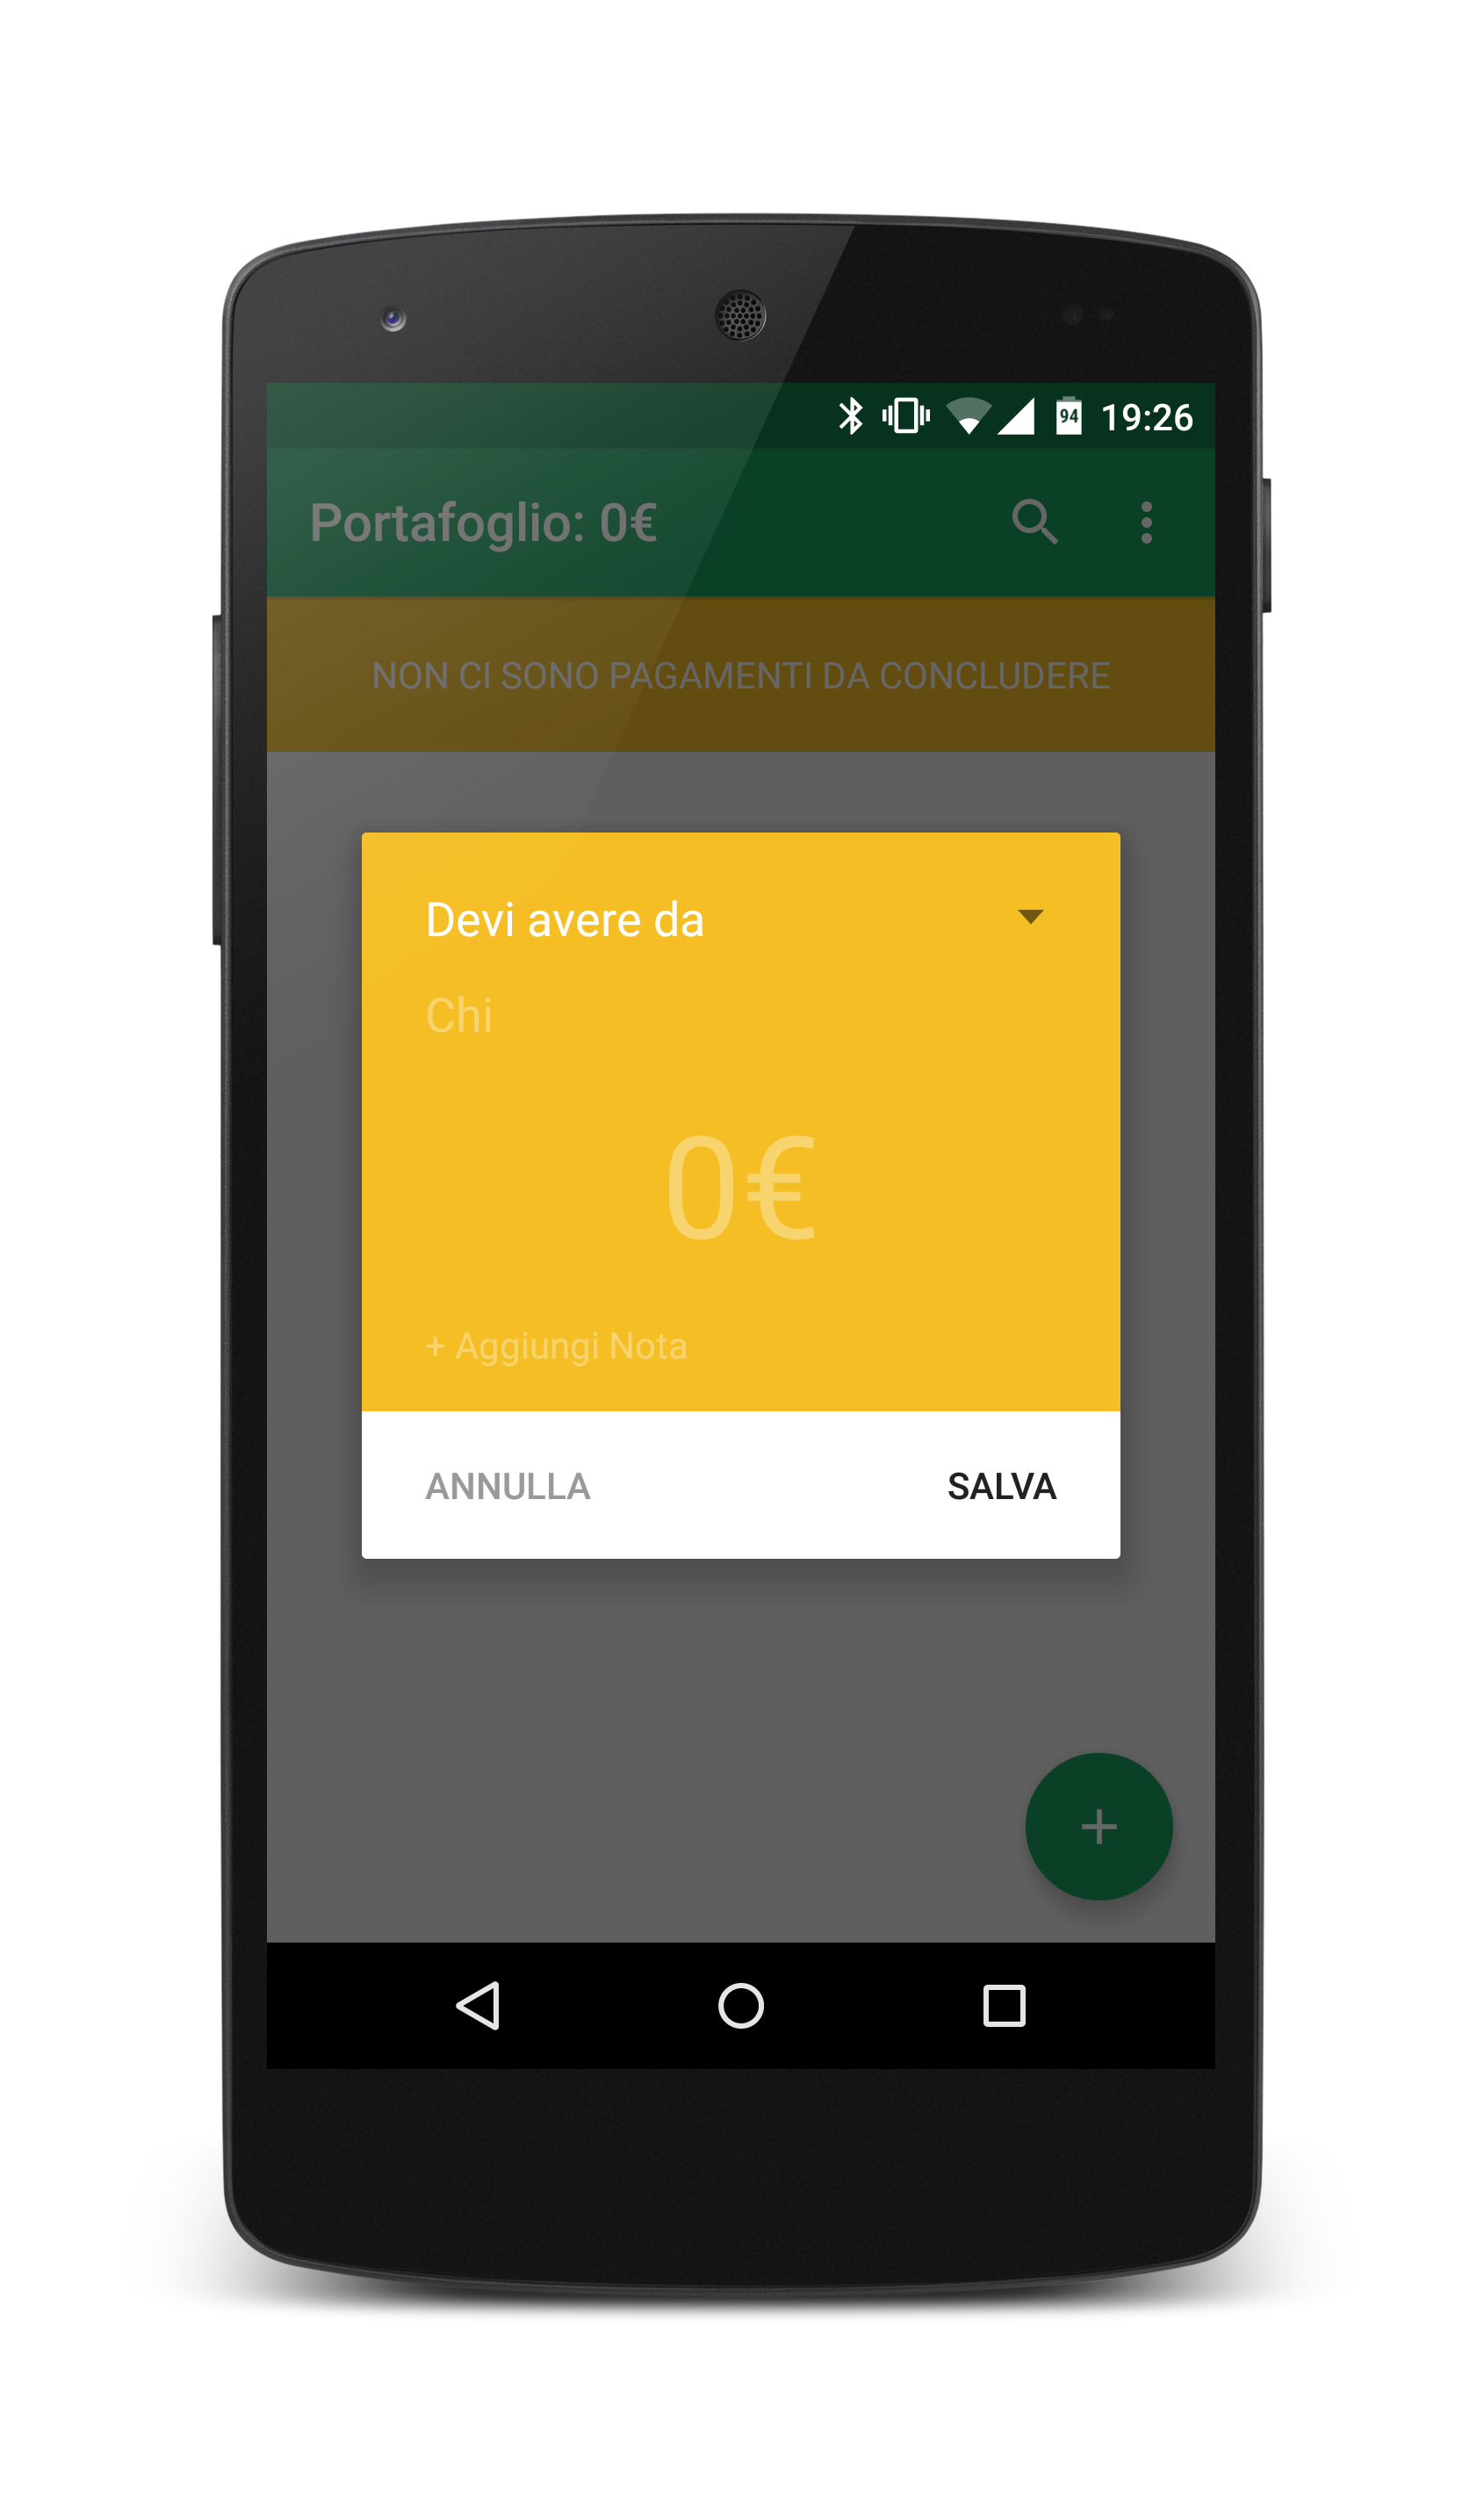 94 19:26
Portafoglio: 0€
NON CI SONO PAGAMENTI DA CONCLUDERE
Devi avere da
Chi
0€
+ Aggiungi Nota
ANNULLA SALVA
+